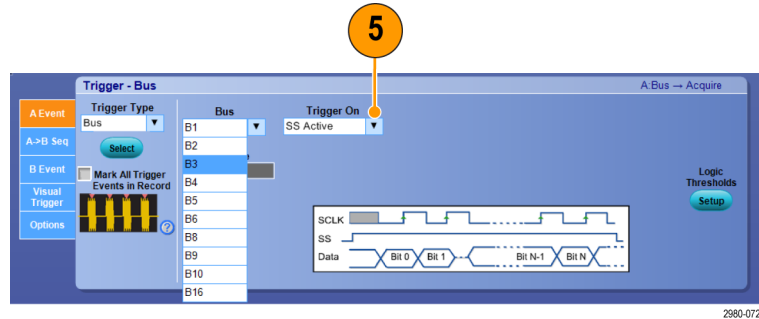 5
Trigger - Bus
A:Bus → Acquire
A Event
A->B Seq
B Event
Visual
Trigger
Options
Trigger Type
Bus
Select
Mark All Trigger
Events in Record
Bus
B1
B2
B3
B4
B5
B6
B8
B9
B10
B16
Trigger On
SS Active
SCLK
SS
Data Bit 0 Bit 1 Bit N-1 Bit N
Logic
Thresholds
Setup
2980-072